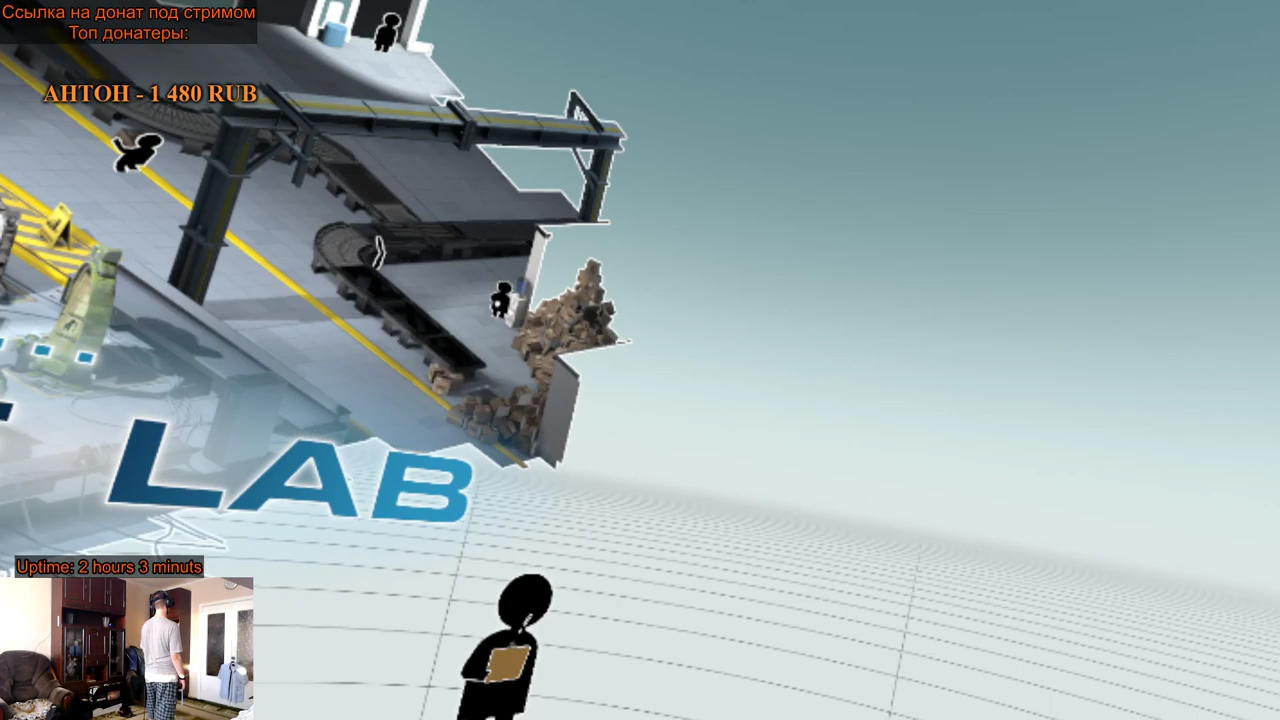 Ссылка на донат под стримом
Топ донатеры:
АНТОН - 1 480 RUB
LAB
Uptime: 2 hours 3 minuts